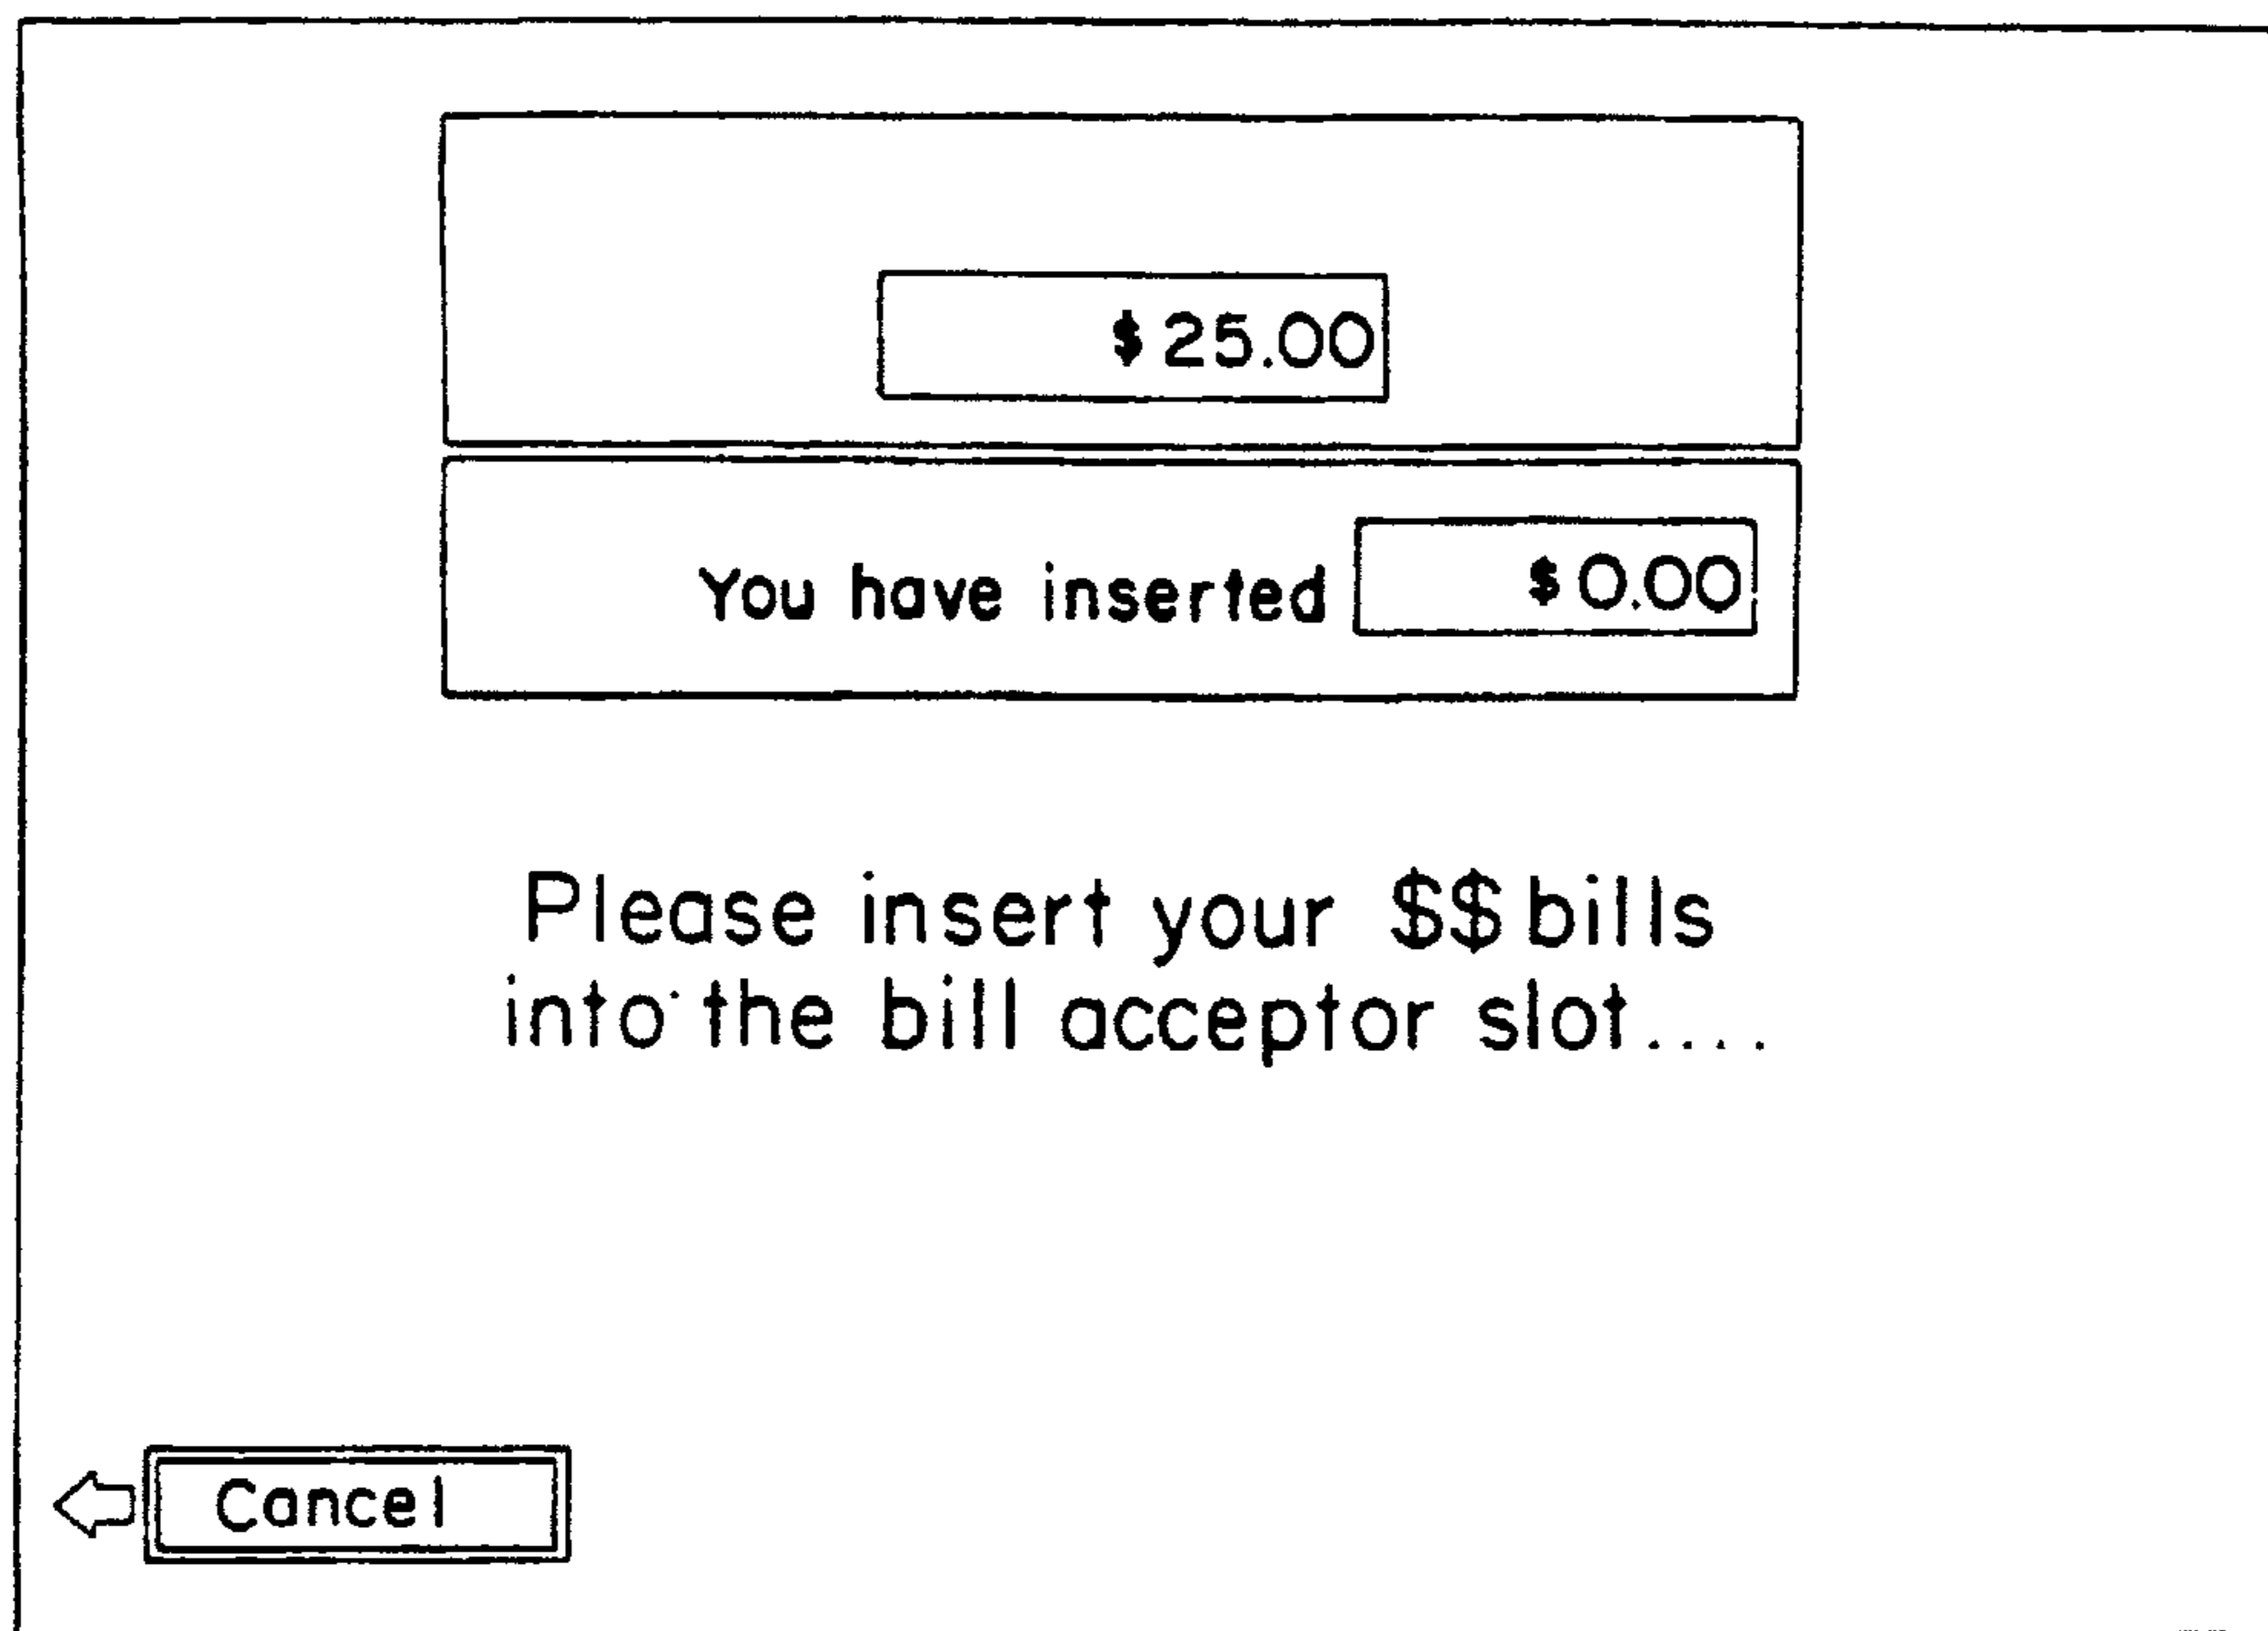 $25.00
You have inserted $0.00
Please insert your $$ bills
into the bill acceptor slot....
Cancel